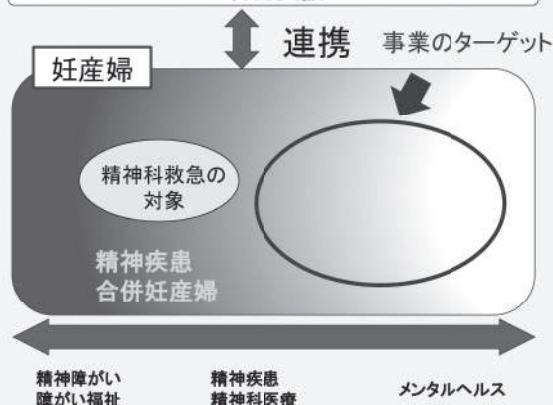 連携
事業のターゲット
妊産婦
精神科救急の
対象
精神疾患
合併妊産婦
精神障がい
障がい福祉
精神疾患
精神科医療
メンタルヘルス